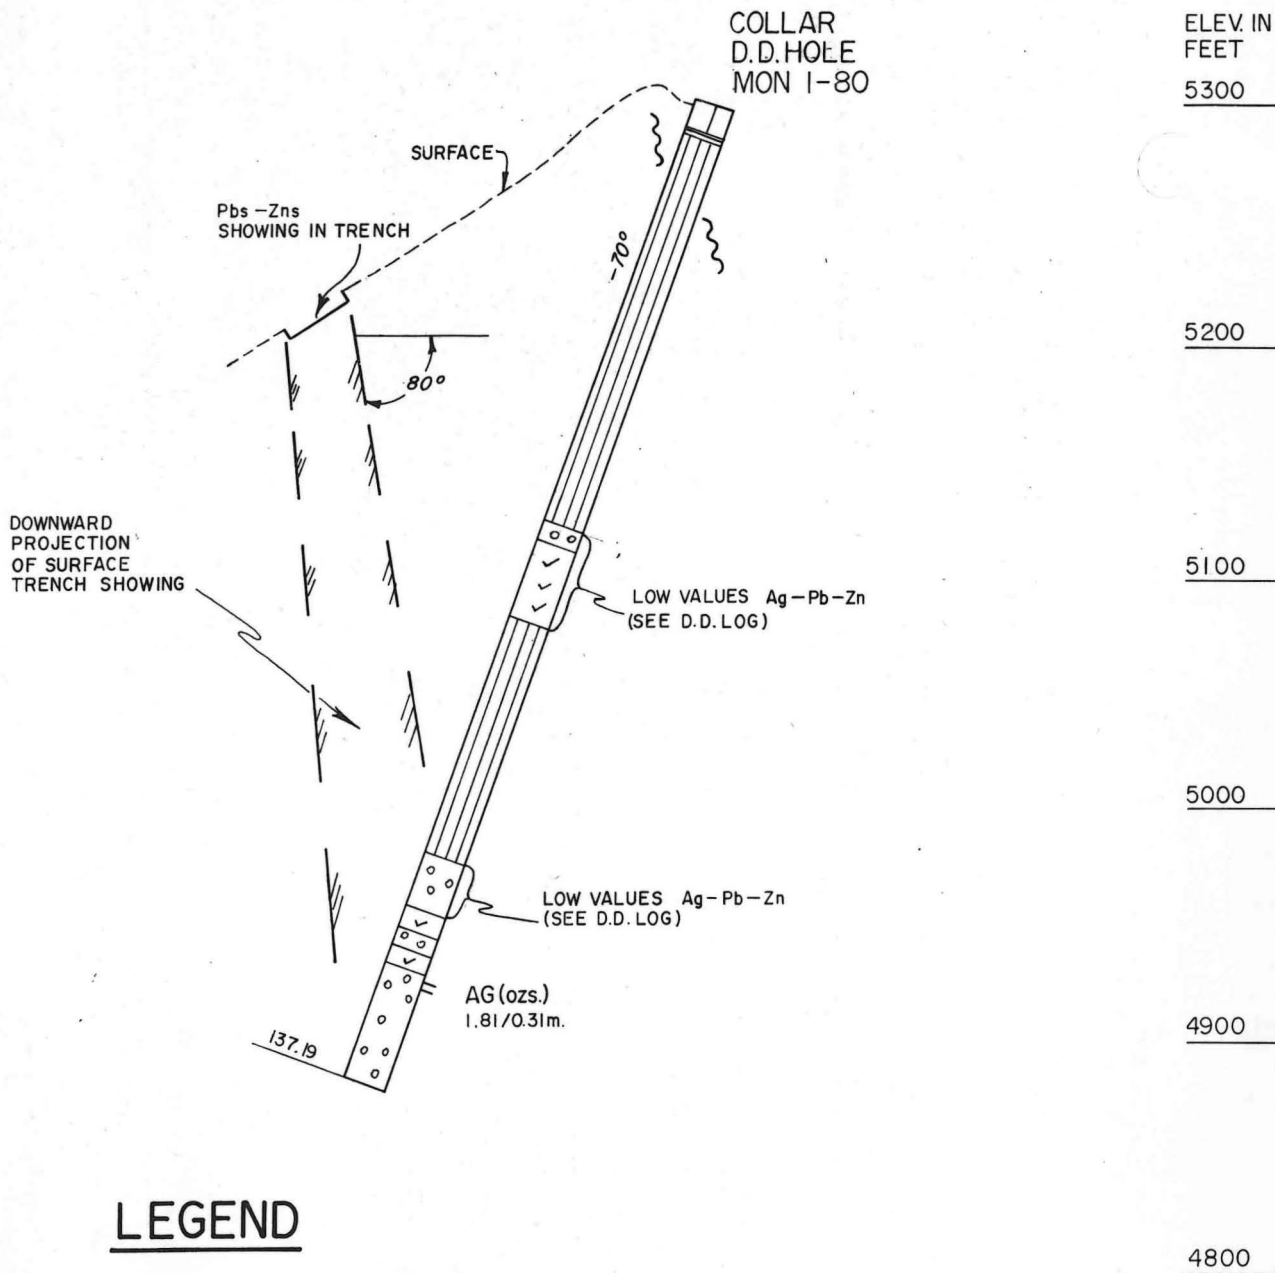 COLLAR
D.D. HOLE
MON 1-80
ELEV. IN
FEET
5300
SURFACE
Pbs-Zns
SHOWING IN TRENCH
-70°
5200
80°
DOWNWARD
PROJECTION
OF SURFACE
TRENCH SHOWING
5100
LOW VALUES Ag-Pb-Zn
(SEE D.D. LOG)
5000
LOW VALUES Ag-Pb-Zn
(SEE D.D. LOG)
AG (ozs.)
1.81/0.31m.
137.19
4900
LEGEND
4800